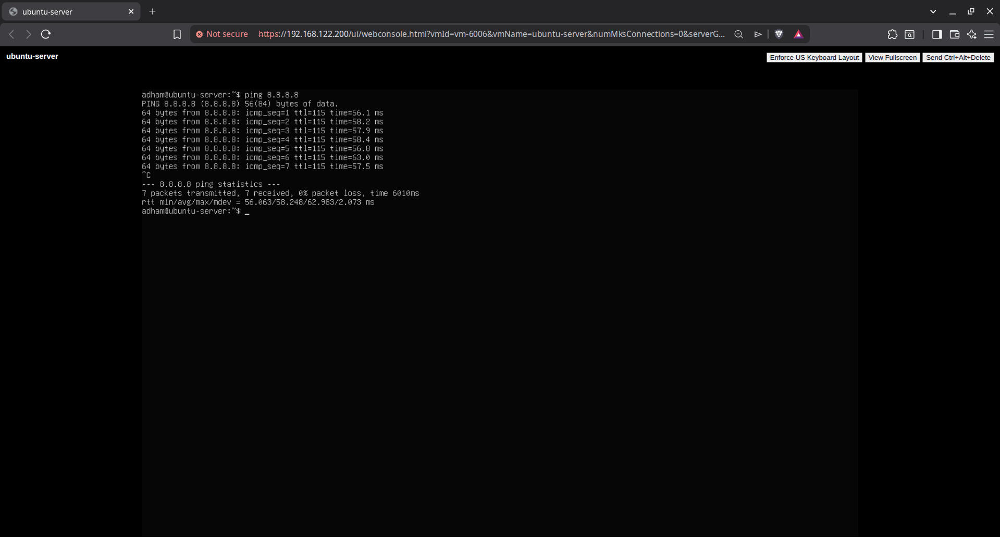 ubuntu-server
Not secure https://192.168.122.200/ui/webconsole.html?vmId=vm-6006&vmName=ubuntu-server&numMksConnections=0&serverG...
ubuntu-server
Enforce US Keyboard Layout View Fullscreen Send Ctrl+Alt+Delete
adham@ubuntu-server:~$ ping 8.8.8.8
PING 8.8.8.8 (8.8.8.8) 56(84) bytes of data.
64 bytes from 8.8.8.8: icmp_seq=1 ttl=115 time=56.1 ms
64 bytes from 8.8.8.8: icmp_seq=2 ttl=115 time=58.2 ms
64 bytes from 8.8.8.8: icmp_seq=3 ttl=115 time=57.9 ms
64 bytes from 8.8.8.8: icmp_seq=4 ttl=115 time=58.4 ms
64 bytes from 8.8.8.8: icmp_seq=5 ttl=115 time=56.8 ms
64 bytes from 8.8.8.8: icmp_seq=6 ttl=115 time=63.0 ms
64 bytes from 8.8.8.8: icmp_seq=7 ttl=115 time=57.5 ms
^C
--- 8.8.8.8 ping statistics ---
7 packets transmitted, 7 received, 0% packet loss, time 6010ms
rtt min/avg/max/mdev = 56.063/58.248/62.983/2.073 ms
adham@ubuntu-server:~$ _